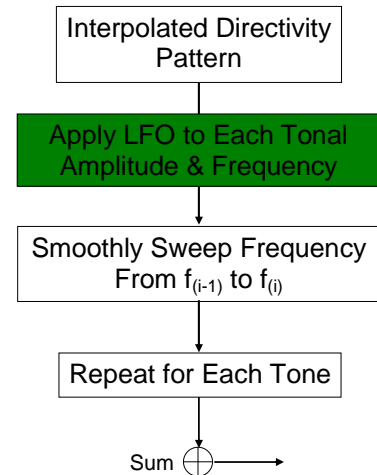 Interpolated Directivity
Pattern
Apply LFO to Each Tonal
Amplitude & Frequency
Smoothly Sweep Frequency
From f(i-1) to f(i)
Repeat for Each Tone
Sum